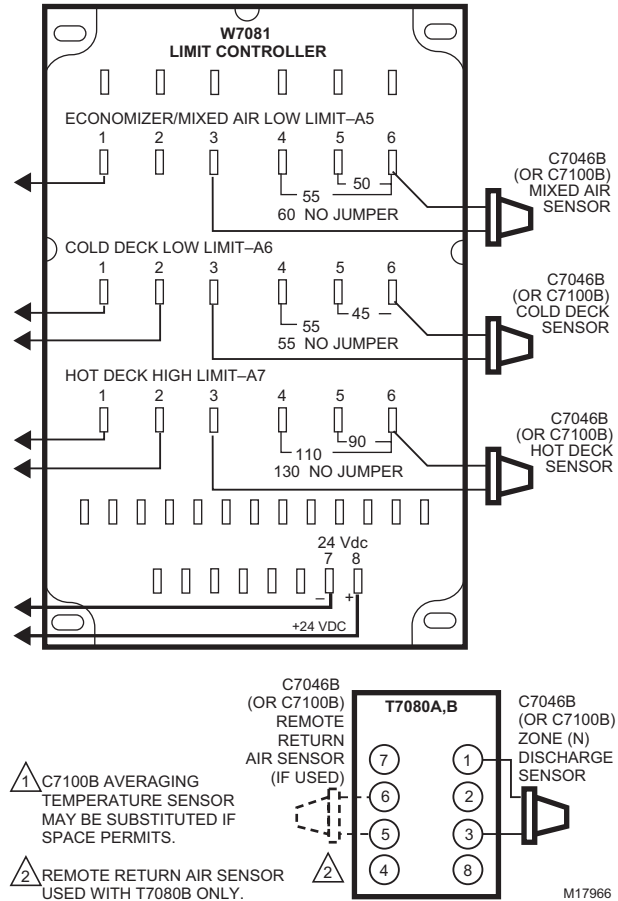 W7081
LIMIT CONTROLLER
ECONOMIZER/MIXED AIR LOW LIMIT–A5
1 2 3 4 5 6
50
55
60 NO JUMPER
C7046B
(OR C7100B)
MIXED AIR
SENSOR
COLD DECK LOW LIMIT–A6
1 2 3 4 5 6
45
55
55 NO JUMPER
C7046B
(OR C7100B)
COLD DECK
SENSOR
HOT DECK HIGH LIMIT–A7
1 2 3 4 5 6
90
110
130 NO JUMPER
C7046B
(OR C7100B)
HOT DECK
SENSOR
24 Vdc
7 8
– +
+24 VDC
C7046B
(OR C7100B)
REMOTE
RETURN
AIR SENSOR
(IF USED)
T7080A,B
7 1
6 2
5 3
4 8
C7046B
(OR C7100B)
ZONE (N)
DISCHARGE
SENSOR
2
1 C7100B AVERAGING
TEMPERATURE SENSOR
MAY BE SUBSTITUTED IF
SPACE PERMITS.
2 REMOTE RETURN AIR SENSOR
USED WITH T7080B ONLY.
M17966